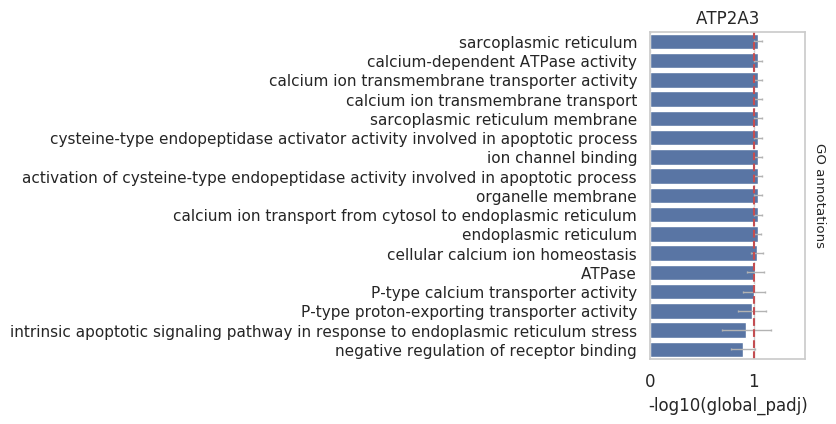 ATP2A3
sarcoplasmic reticulum
calcium-dependent ATPase activity
calcium ion transmembrane transporter activity
calcium ion transmembrane transport
sarcoplasmic reticulum membrane
cysteine-type endopeptidase activator activity involved in apoptotic process
ion channel binding
activation of cysteine-type endopeptidase activity involved in apoptotic process
organelle membrane
calcium ion transport from cytosol to endoplasmic reticulum
endoplasmic reticulum
cellular calcium ion homeostasis
ATPase
P-type calcium transporter activity
P-type proton-exporting transporter activity
intrinsic apoptotic signaling pathway in response to endoplasmic reticulum stress
negative regulation of receptor binding
GO annotations
0 1
-log10(global_padj)